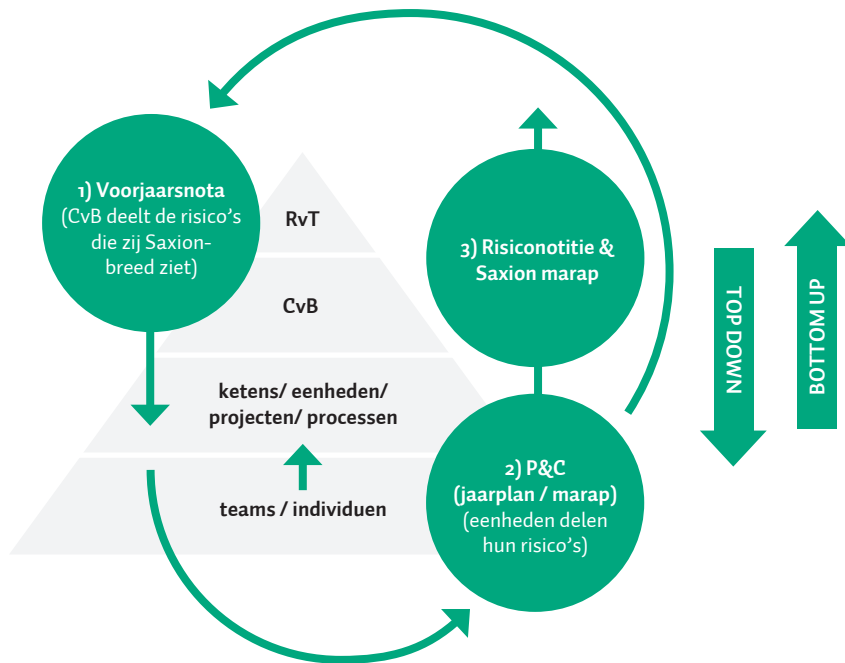 1) Voorjaarsnota
(CvB deelt de risico's
die zij Saxion-
breed ziet)
RvT
CvB
ketens/ eenheden/
projecten/ processen
teams / individuen
3) Risiconotitie &
Saxion marap
2) P&C
(jaarplan / marap)
(eenheden delen
hun risico's)
TOP DOWN
BOTTOM UP